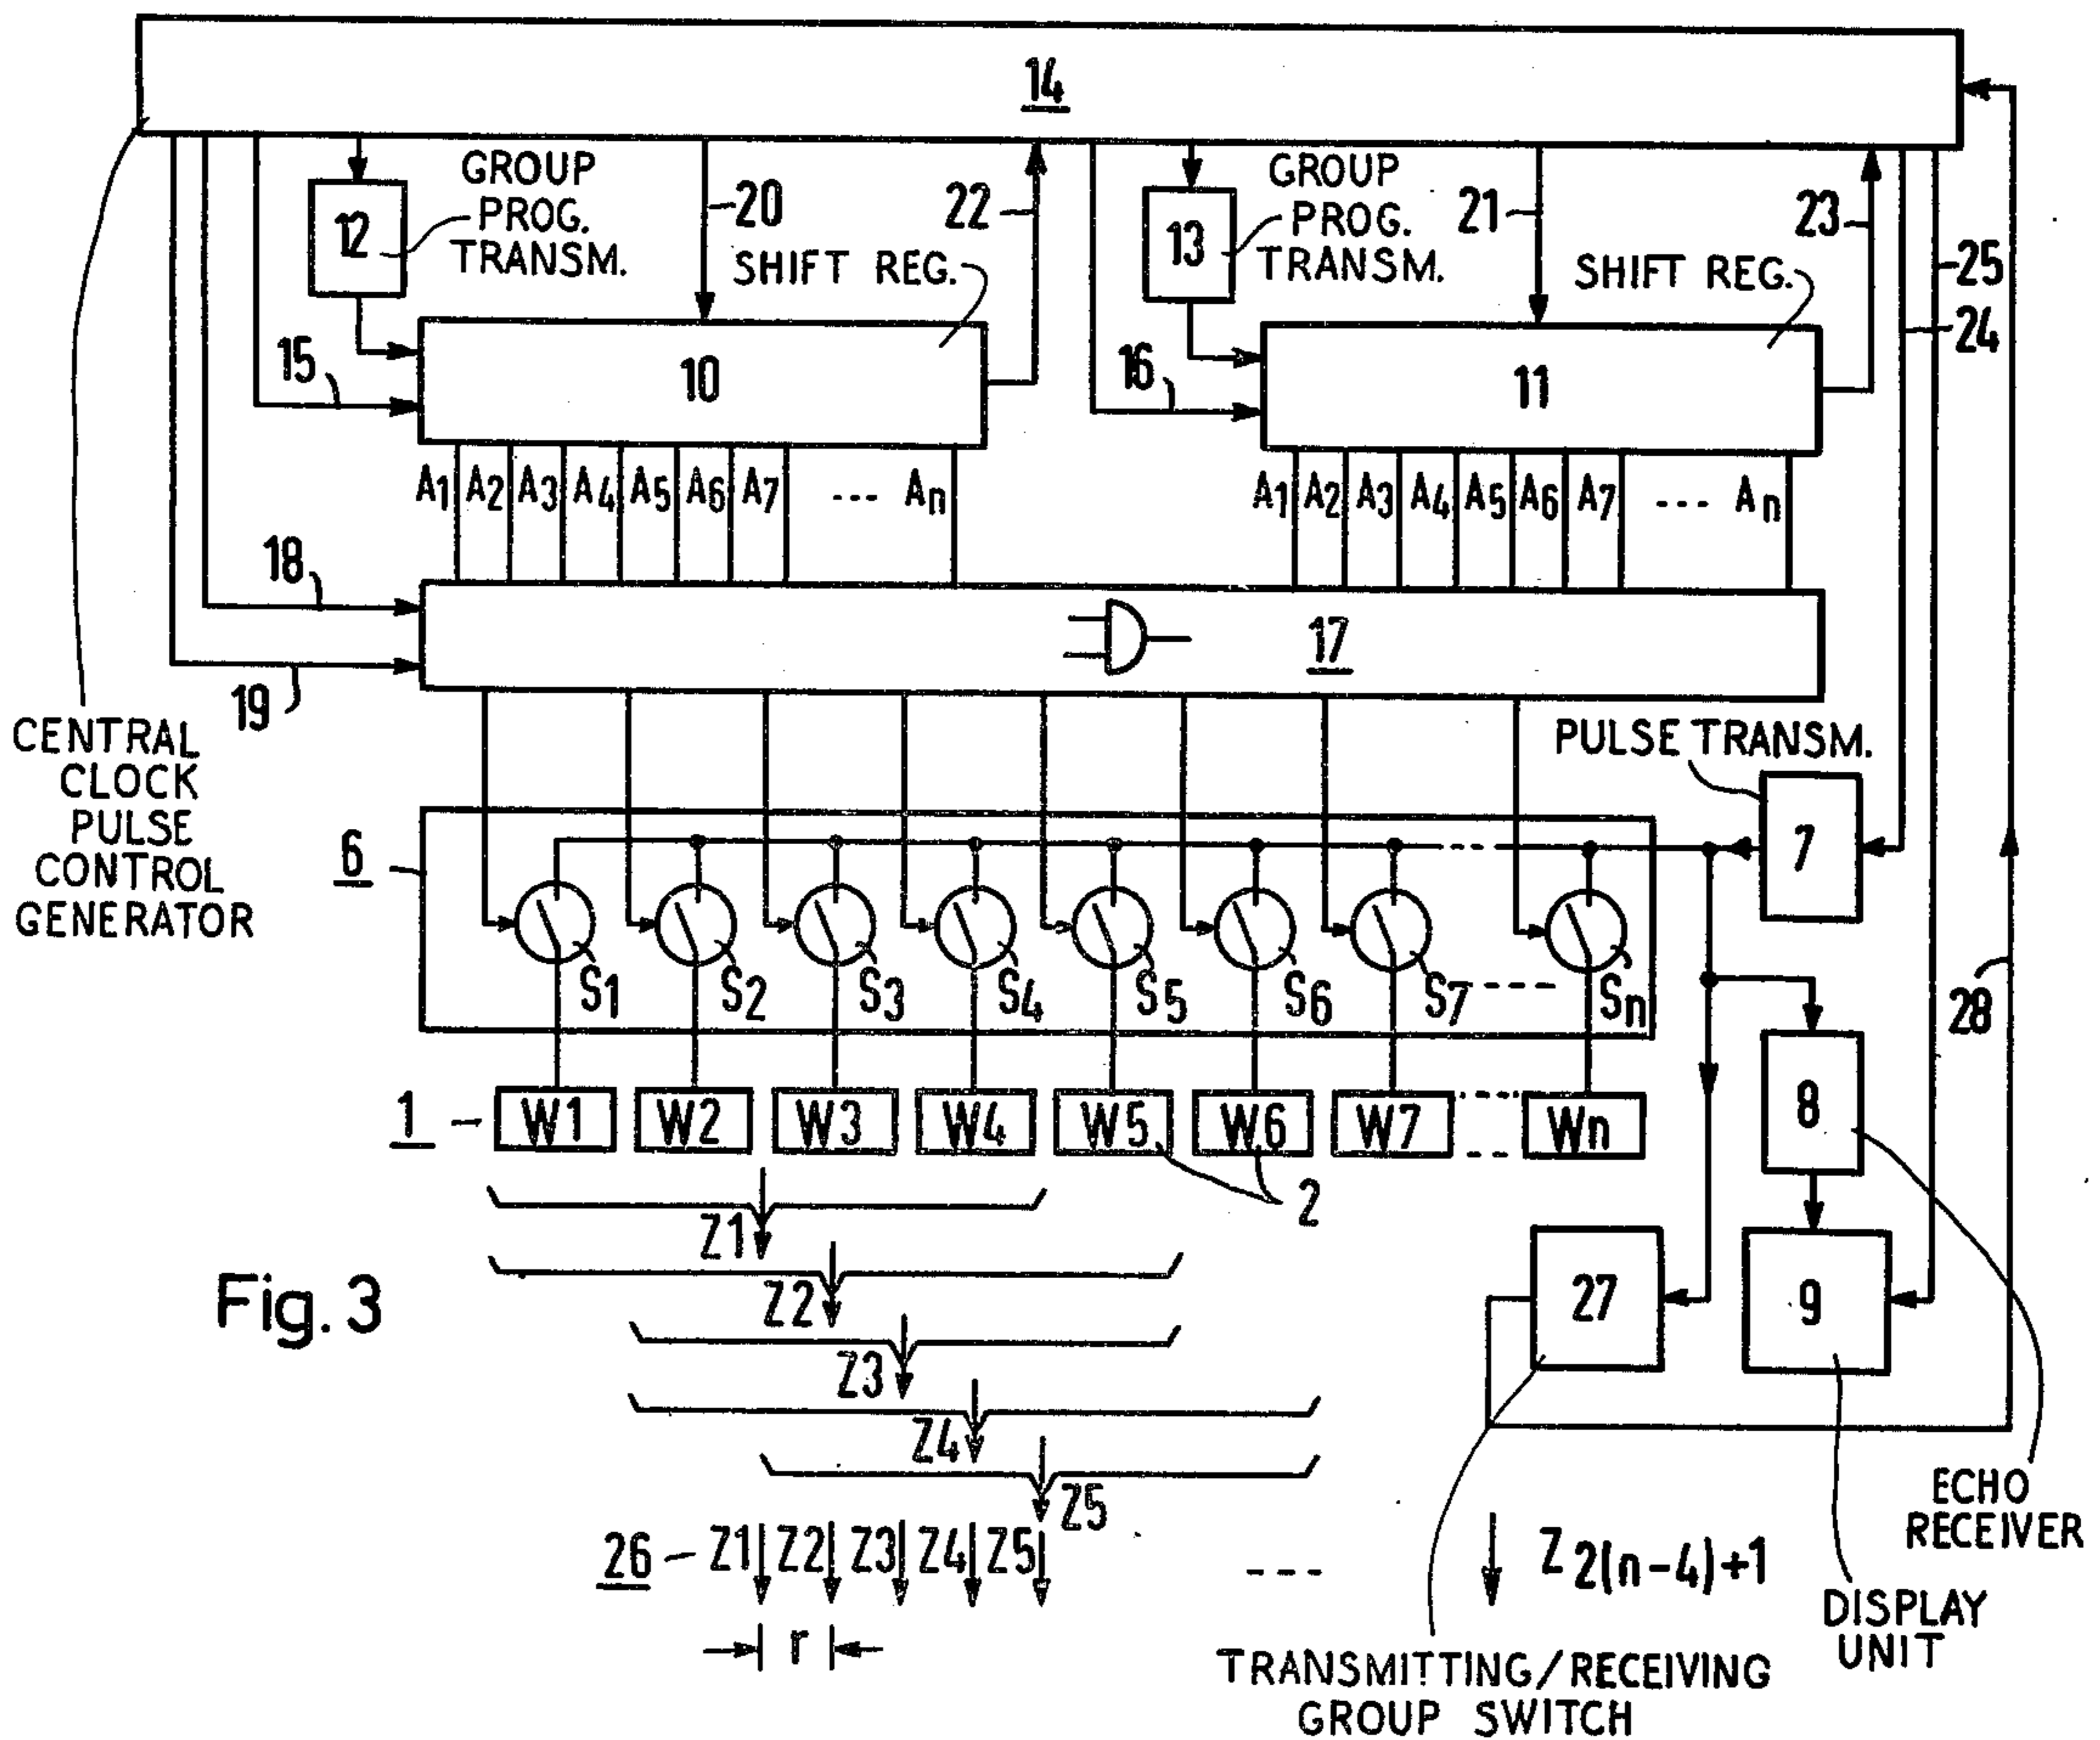 14
GROUP
PROG.
TRANSM.
12
20
22
SHIFT REG.
GROUP
PROG.
TRANSM.
13
21
23
SHIFT REG.
25
24
15
10
16
11
A1 A2 A3 A4 A5 A6 A7 --- An
A1 A2 A3 A4 A5 A6 A7 --- An
18
17
19
CENTRAL
CLOCK
PULSE
CONTROL
GENERATOR
PULSE TRANSM.
7
6
S1 S2 S3 S4 S5 S6 S7 ---- Sn
28
8
1
W1 W2 W3 W4 W5 W6 W7 Wn
2
Z1
Z2
Z3
Z4
Z5
Fig. 3
27
9
ECHO
RECEIVER
26 Z1 Z2 Z3 Z4 Z5 --- Z2(n-4)+1
r
DISPLAY
UNIT
TRANSMITTING/RECEIVING
GROUP SWITCH